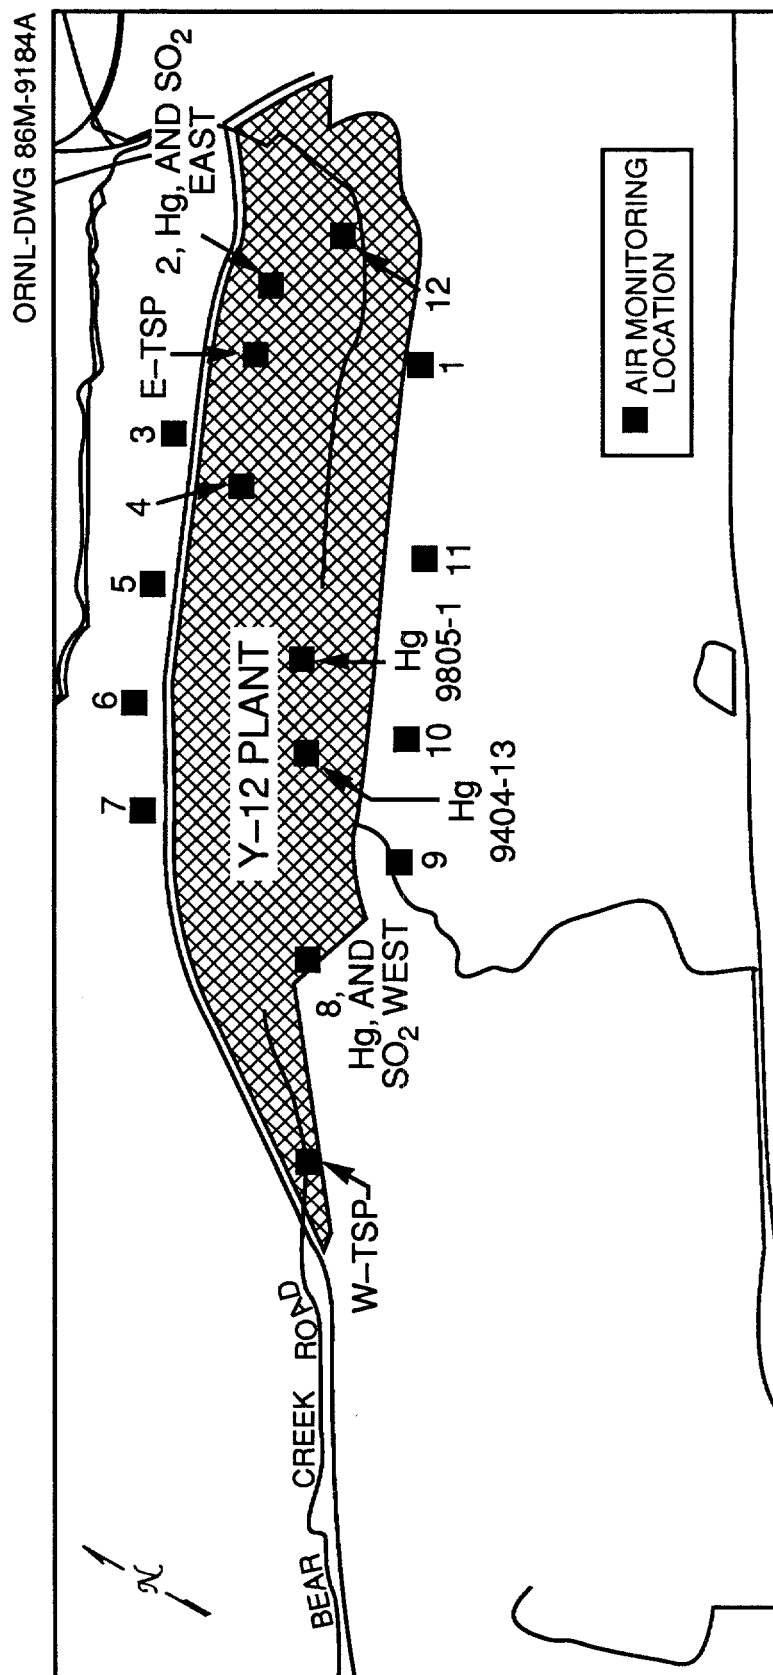 ORNL-DWG 86M-9184A
2, Hg, AND SO2
EAST
E–TSP
3
4
5
6
7
12
1
11
Y–12 PLANT
Hg
9805-1
10
Hg
9404-13
9
8,
Hg, AND
SO2 WEST
W–TSP
BEAR CREEK ROAD
N
AIR MONITORING
LOCATION